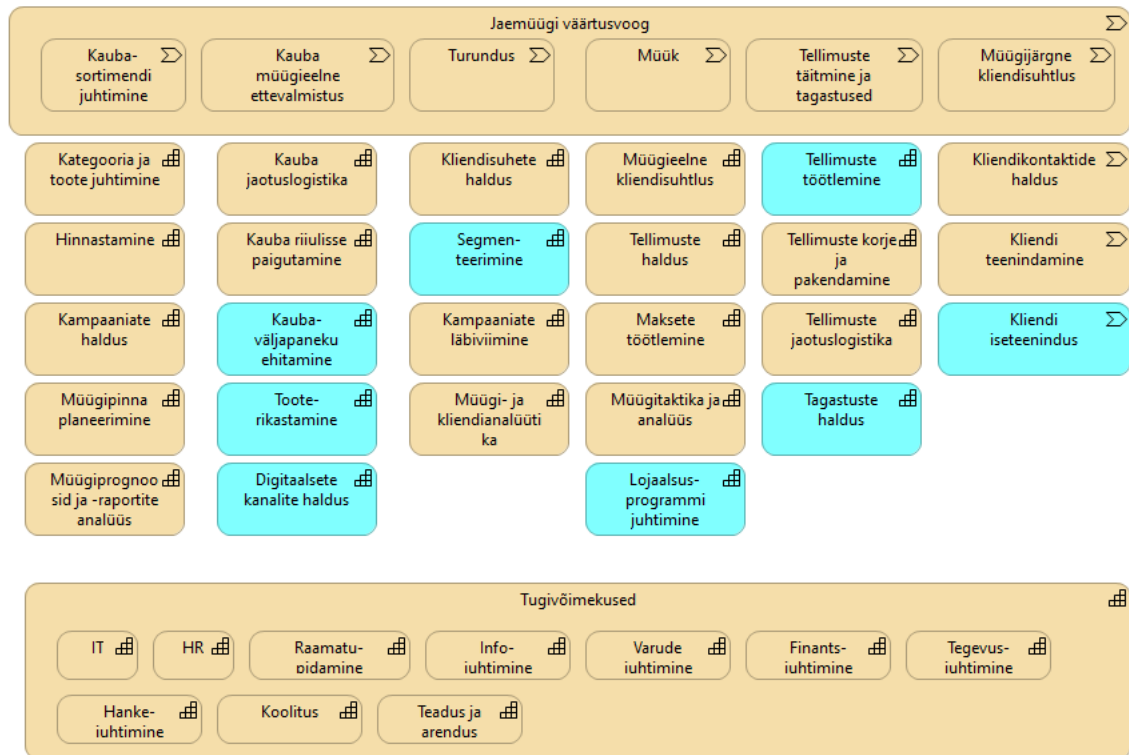 Jaemüügi väärtusvoog
Kauba-
sortimendi
juhtimine
Kauba
müügieelne
ettevalmistus
Turundus
Müük
Tellimuste
täitmine ja
tagastused
Müügijärgne
kliendisuhtlus
Kategooria ja
toote juhtimine
Kauba
jaotuslogistika
Kliendisuhete
haldus
Müügieelne
kliendisuhtlus
Tellimuste
töötlemine
Kliendikontaktide
haldus
Hinnastamine
Kauba riiulisse
paigutamine
Segmen-
teerimine
Tellimuste
haldus
Tellimuste korje
ja
pakendamine
Kliendi
teenindamine
Kampaaniate
haldus
Kauba-
väljapaneku
ehitamine
Kampaaniate
läbiviimine
Maksete
töötlemine
Tellimuste
jaotuslogistika
Kliendi
iseteenindus
Müügipinna
planeerimine
Toote-
rikastamine
Müügi- ja
kliendianalüüti
ka
Müügitaktika ja
analüüs
Tagastuste
haldus
Müügiprognoo
sid ja -raportite
analüüs
Digitaalsete
kanalite haldus
Lojaalsus-
programmi
juhtimine
Tugivõimekused
IT
HR
Raamatu-
pidamine
Info-
juhtimine
Varude
juhtimine
Finants-
juhtimine
Tegevus-
juhtimine
Hanke-
juhtimine
Koolitus
Teadus ja
arendus